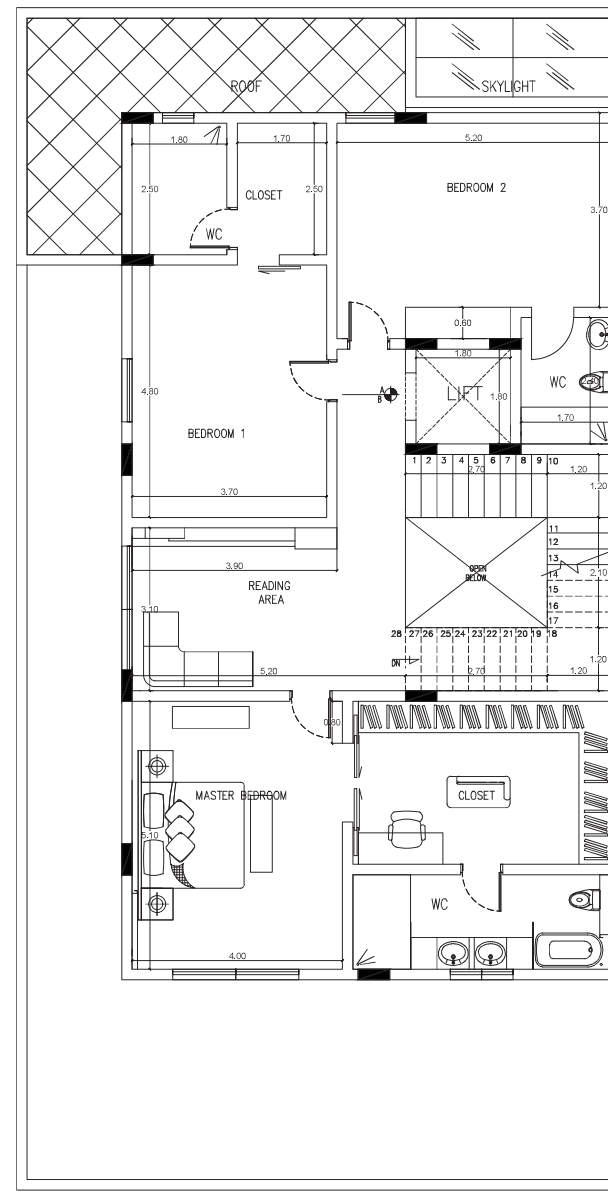 ROOF
SKYLIGHT
1.80
1.70
5.20
2.50
2.50
CLOSET
BEDROOM 2
3.70
WC
0.60
1.80
A
B
LIFT
1.80
WC
1.70
4.80
BEDROOM 1
3.70
1 2 3 4 5 6 7 8 9 10
2.70
1.20
1.20
11
12
13
14
15
16
17
2.10
OPEN
BELOW
3.90
READING
AREA
3.10
28 27 26 25 24 23 22 21 20 19 18
DN
5.20
2.70
1.20
1.20
0.80
MASTER BEDROOM
CLOSET
5.10
WC
4.00